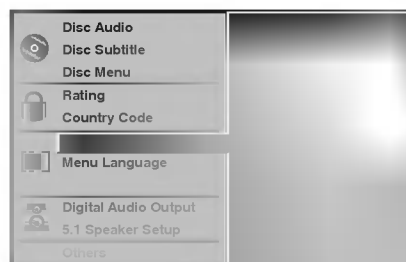 Disc Audio
Disc Subtitle
Disc Menu
Rating
Country Code
Menu Language
Digital Audio Output
5.1 Speaker Setup
Others